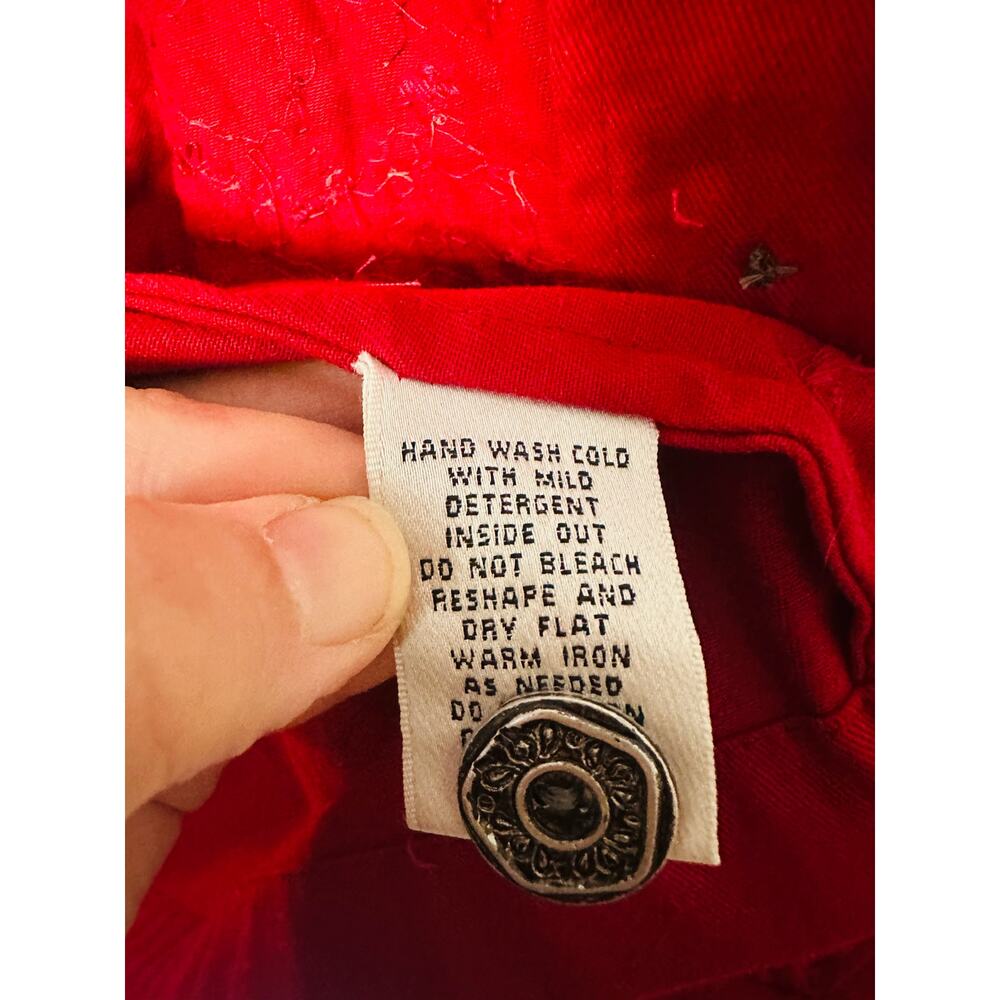 HAND WASH COLD
WITH MILD
DETERGENT
INSIDE OUT
DO NOT BLEACH
RESHAPE AND
DRY FLAT
WARM IRON
AS NEEDED
DO